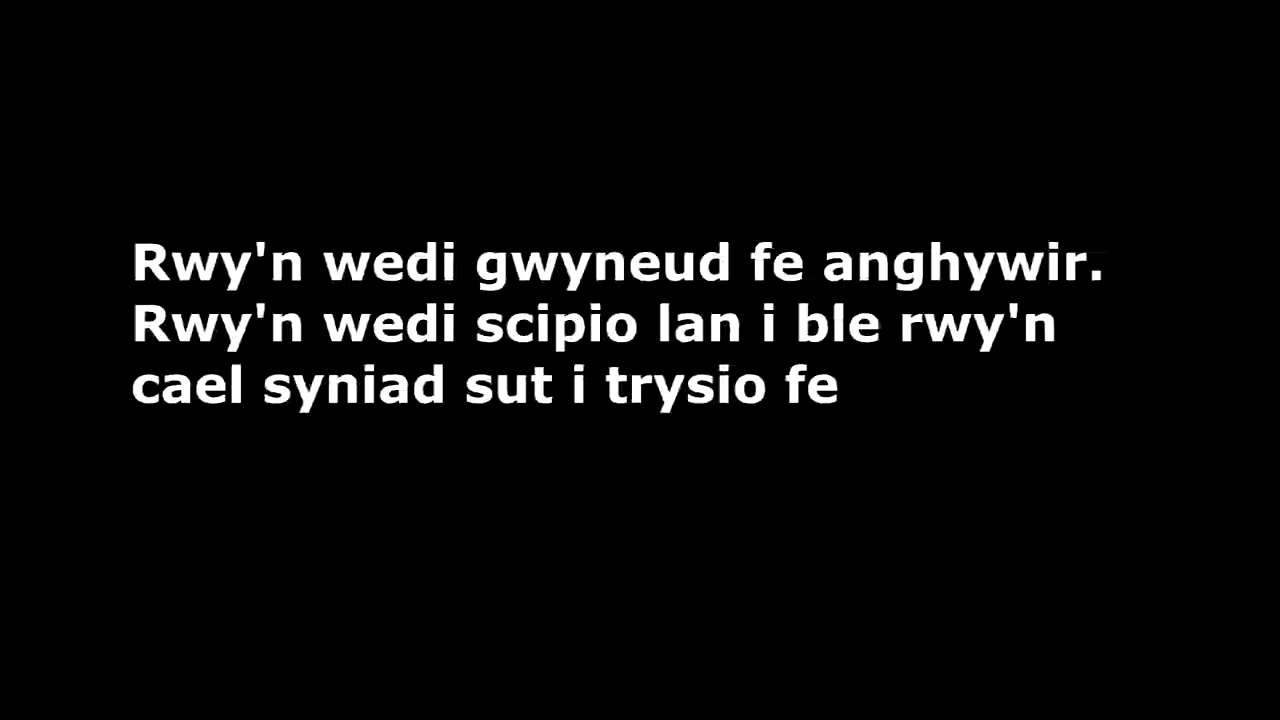 Rwy'n wedi gwyneud fe anghywir.
Rwy'n wedi scipio lan i ble rwy'n
cael syniad sut i trysio fe